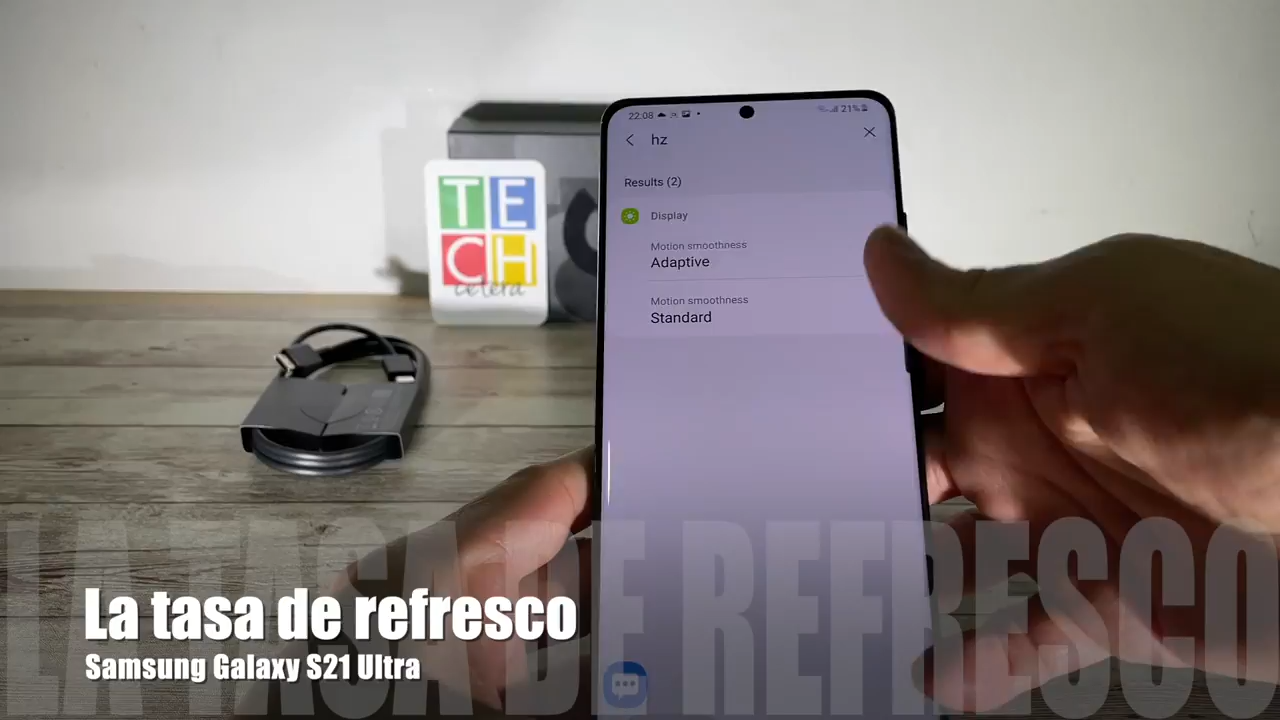 22:08
21%
hz
Results (2)
Display
Motion smoothness
Adaptive
Motion smoothness
Standard
TE
CH
cetera
LA TASA DE REFRESCO
La tasa de refresco
Samsung Galaxy S21 Ultra